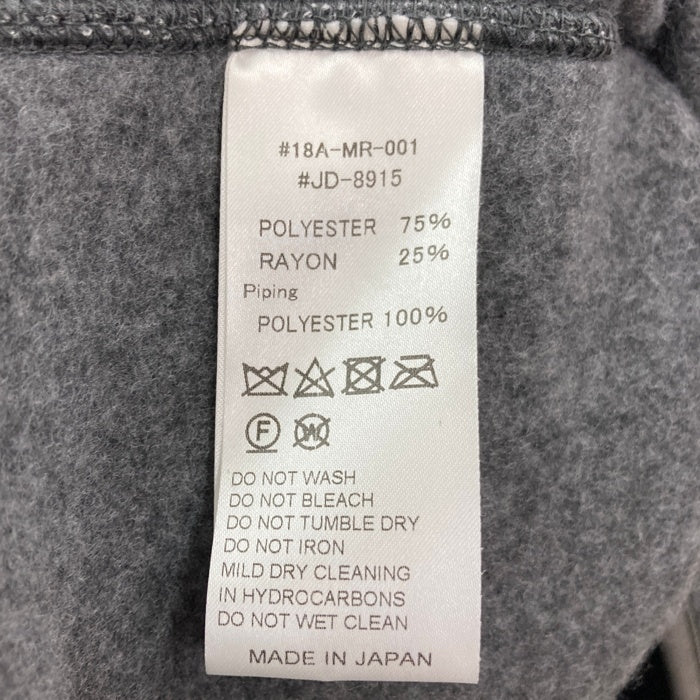 #18A-MR-001
#JD-8915
POLYESTER 75%
RAYON 25%
Piping
POLYESTER 100%
F W
DO NOT WASH
DO NOT BLEACH
DO NOT TUMBLE DRY
DO NOT IRON
MILD DRY CLEANING
IN HYDROCARBONS
DO NOT WET CLEAN
MADE IN JAPAN